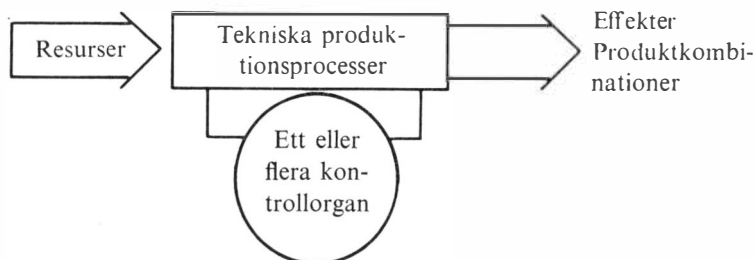 Resurser
Tekniska produk-
tionsprocesser
Effekter
Produktkombi-
nationer
Ett eller
flera kon-
trollorgan